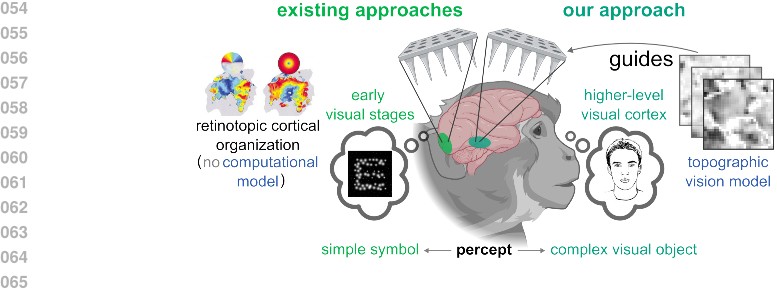 054
055
056
057
058
059
060
061
062
063
064
065
existing approaches
our approach
guides
early
visual stages
higher-level
visual cortex
retinotopic cortical
organization
(no computational
model)
E
topographic
vision model
simple symbol
percept
complex visual object